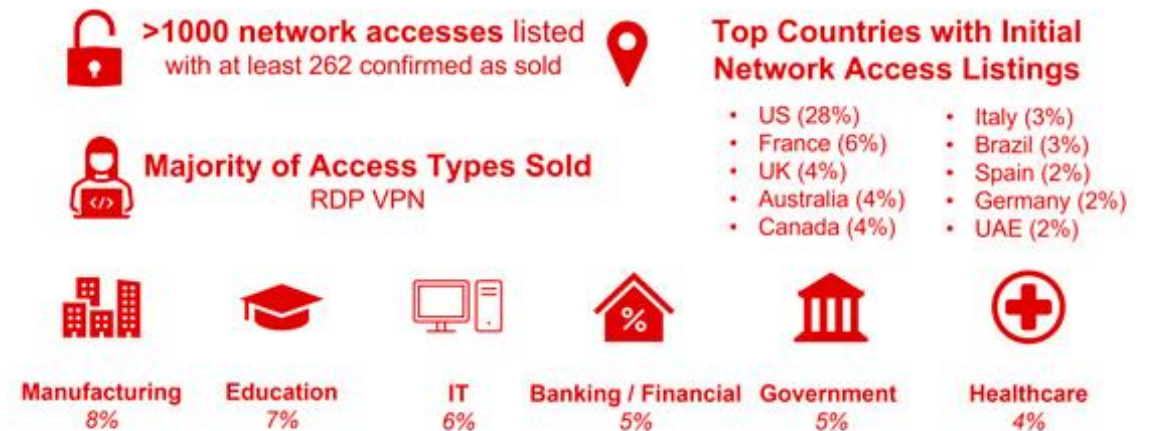 >1000 network accesses listed
with at least 262 confirmed as sold
Majority of Access Types Sold
RDP VPN
Top Countries with Initial
Network Access Listings
• US (28%)
• France (6%)
• UK (4%)
• Australia (4%)
• Canada (4%)
• Italy (3%)
• Brazil (3%)
• Spain (2%)
• Germany (2%)
• UAE (2%)
</>
%
Manufacturing
8%
Education
7%
IT
6%
Banking / Financial
5%
Government
5%
Healthcare
4%